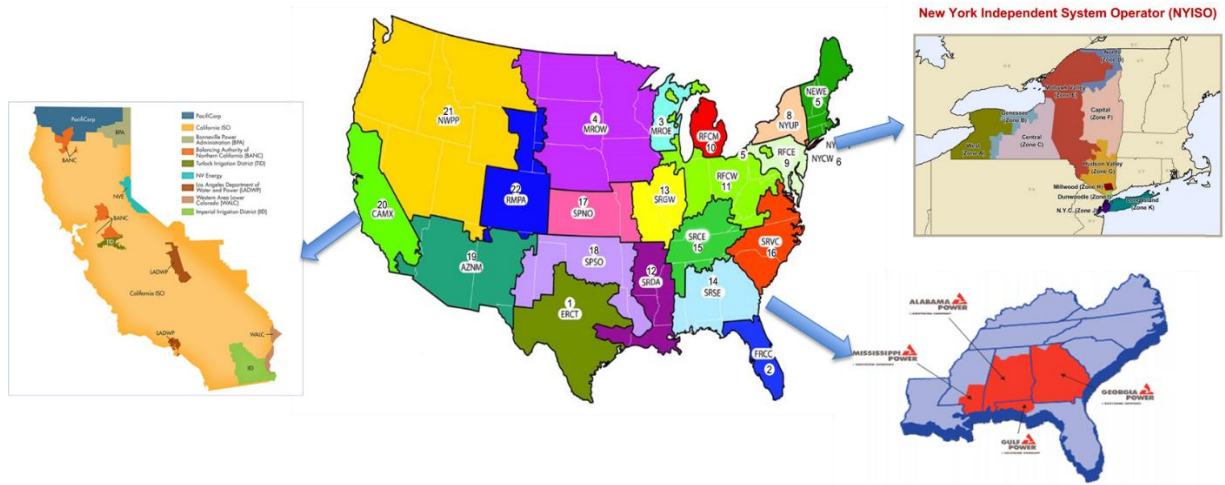 PacifiCorp
California ISO
Bonneville Power
Administration (BPA)
Balancing Authority of
Northern California (BANC)
Turlock Irrigation District (TID)
NV Energy
Los Angeles Department of
Water and Power (LADWP)
Western Area Lower
Colorado (WALC)
Imperial Irrigation District (IID)
BPA
BANC
NVE
BANC
TID
LADWP
California ISO
LADWP
WALC
IID
21
NWPP
4
MROW
3
MROE
RFCM
10
NEWE
5
8
NYUP
NY
NYCW 6
RFCE
9
5
RFCW
11
13
SRGW
22
RMPA
17
SPNO
20
CAMX
SRCE
15
SRVC
16
18
SPSO
19
AZNM
12
SRDA
14
SRSE
1
ERCT
FRCC
2
New York Independent System Operator (NYISO)
North
(Zone D)
Mohawk Valley
(Zone E)
Genessee
(Zone B)
Capital
(Zone F)
West
(Zone A)
Central
(Zone C)
Hudson Valley
(Zone G)
Millwood (Zone H)
Dunwoodie (Zone I)
Long Island
(Zone K)
N.Y.C. (Zone J)
ALABAMA
POWER
MISSISSIPPI
POWER
GEORGIA
POWER
GULF
POWER